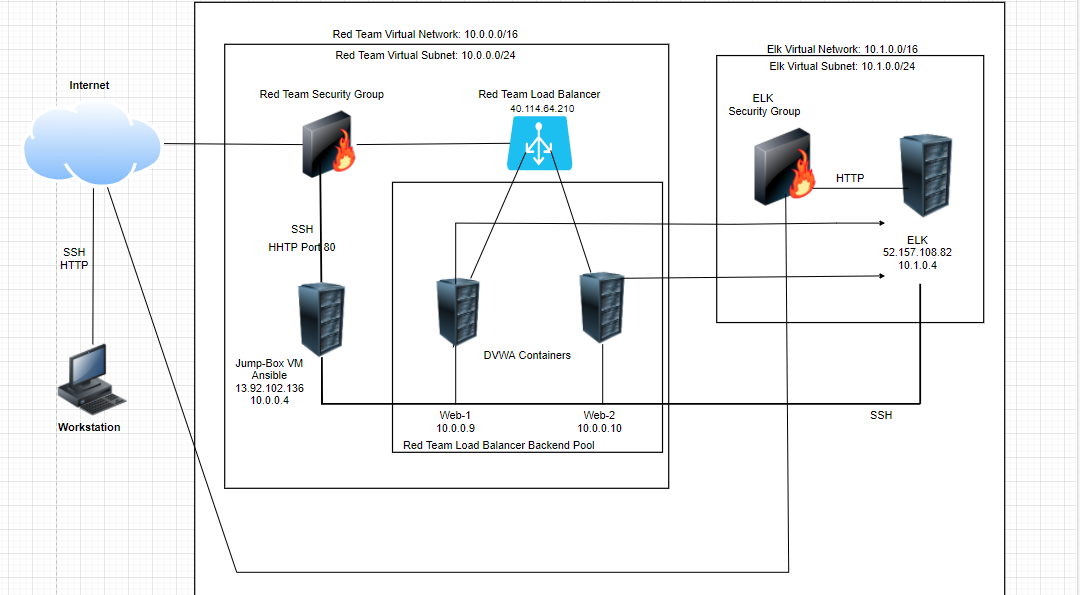 Red Team Virtual Network: 10.0.0.0/16
Red Team Virtual Subnet: 10.0.0.0/24
Elk Virtual Network: 10.1.0.0/16
Elk Virtual Subnet: 10.1.0.0/24
Internet
Red Team Security Group
Red Team Load Balancer
40.114.64.210
ELK
Security Group
HTTP
SSH
HHTP Port 80
SSH
HTTP
ELK
52.157.108.82
10.1.0.4
DVWA Containers
Jump-Box VM
Ansible
13.92.102.136
10.0.0.4
Workstation
Web-1
10.0.0.9
Web-2
10.0.0.10
SSH
Red Team Load Balancer Backend Pool